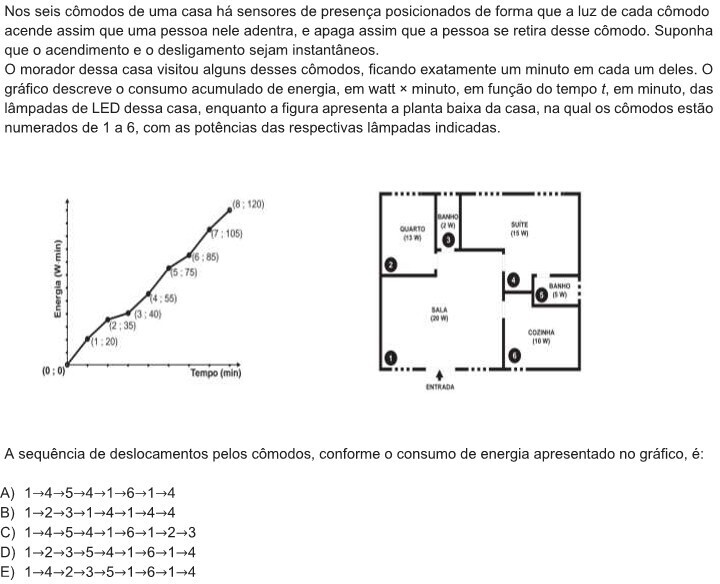 Nos seis cômodos de uma casa há sensores de presença posicionados de forma que a luz de cada cômodo
acende assim que uma pessoa nele adentra, e apaga assim que a pessoa se retira desse cômodo. Suponha
que o acendimento e o desligamento sejam instantâneos.
O morador dessa casa visitou alguns desses cômodos, ficando exatamente um minuto em cada um deles. O
gráfico descreve o consumo acumulado de energia, em watt × minuto, em função do tempo t, em minuto, das
lâmpadas de LED dessa casa, enquanto a figura apresenta a planta baixa da casa, na qual os cômodos estão
numerados de 1 a 6, com as potências das respectivas lâmpadas indicadas.
Energia (W·min)
(8 ; 120)
(7 ; 105)
(6 ; 85)
(5 ; 75)
(4 ; 55)
(3 ; 40)
(2 ; 35)
(1 ; 20)
(0 ; 0)
Tempo (min)
QUARTO
(13 W)
2
BANHO
(2 W)
3
SUÍTE
(15 W)
4
BANHO
(5 W)
5
SALA
(20 W)
1
COZINHA
(10 W)
6
ENTRADA
A sequência de deslocamentos pelos cômodos, conforme o consumo de energia apresentado no gráfico, é:
A) 1→4→5→4→1→6→1→4
B) 1→2→3→1→4→1→4→4
C) 1→4→5→4→1→6→1→2→3
D) 1→2→3→5→4→1→6→1→4
E) 1→4→2→3→5→1→6→1→4